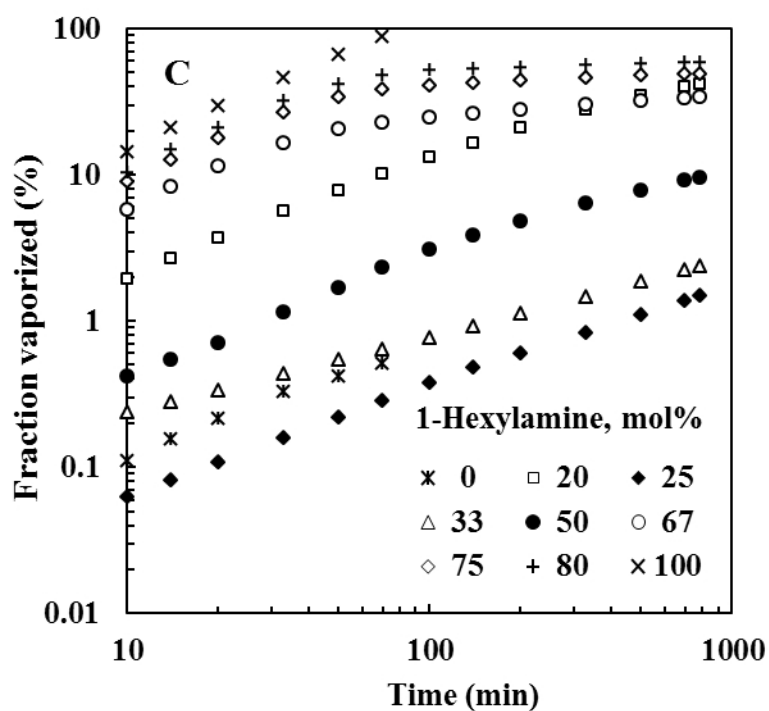 100
C
10
1
0.1
0.01
Fraction vaporized (%)
1-Hexylamine, mol%
0 20 25
33 50 67
75 80 100
10 100 1000
Time (min)